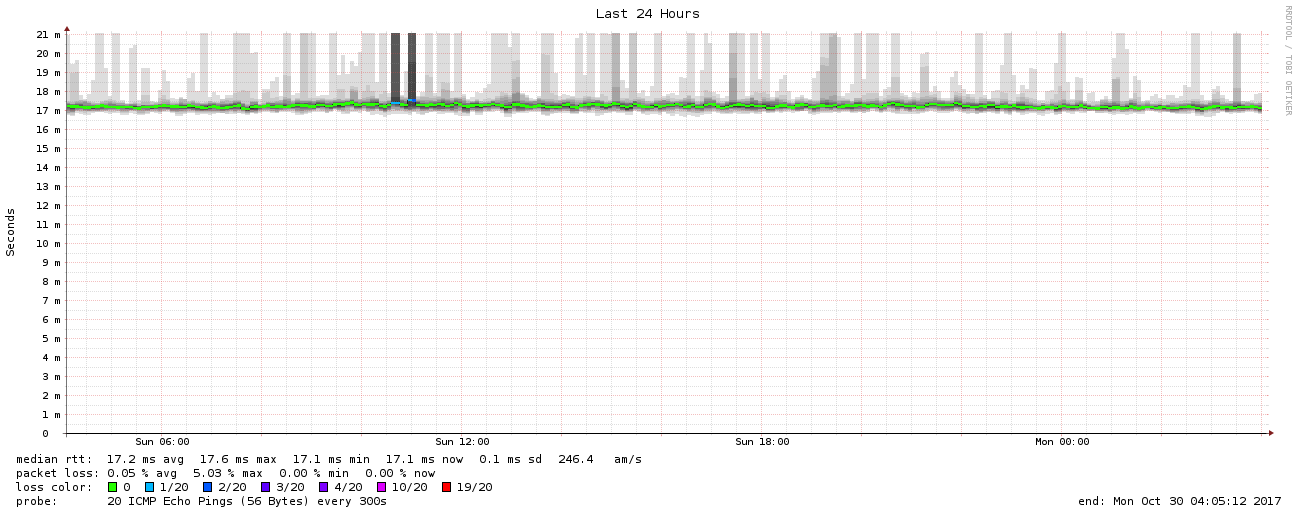 Last 24 Hours
RRDTOOL / TOBI OETIKER
Seconds
21 m
20 m
19 m
18 m
17 m
16 m
15 m
14 m
13 m
12 m
11 m
10 m
9 m
8 m
7 m
6 m
5 m
4 m
3 m
2 m
1 m
0
Sun 06:00 Sun 12:00 Sun 18:00 Mon 00:00
median rtt: 17.2 ms avg 17.6 ms max 17.1 ms min 17.1 ms now 0.1 ms sd 246.4 am/s
packet loss: 0.05 % avg 5.03 % max 0.00 % min 0.00 % now
loss color: 0 1/20 2/20 3/20 4/20 10/20 19/20
probe: 20 ICMP Echo Pings (56 Bytes) every 300s end: Mon Oct 30 04:05:12 2017